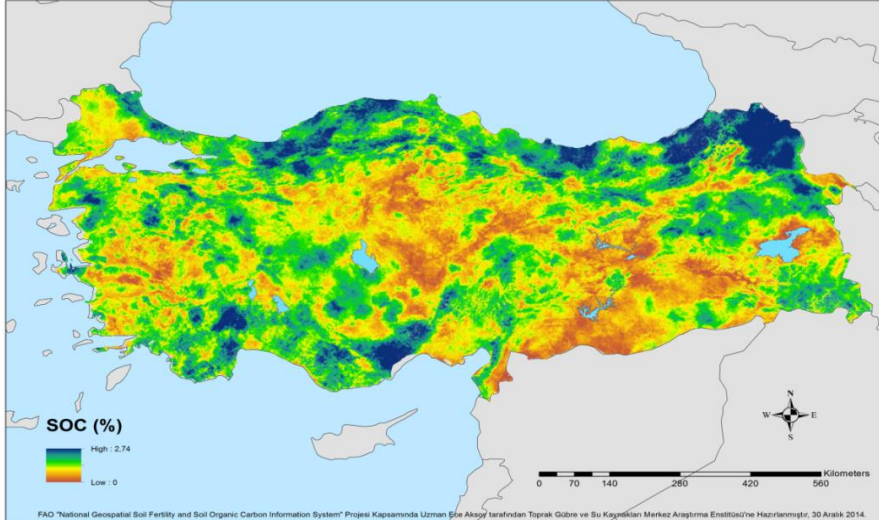 N
W E
S
SOC (%)
High : 2,74
Low : 0
Kilometers
0 70 140 280 420 560
FAO "National Geospatial Soil Fertility and Soil Organic Carbon Information System" Projesi Kapsamında Uzman Ece Aksoy tarafından Toprak Gübre ve Su Kaynakları Merkez Araştırma Enstitüsü'ne Hazırlanmıştır, 30 Aralık 2014.